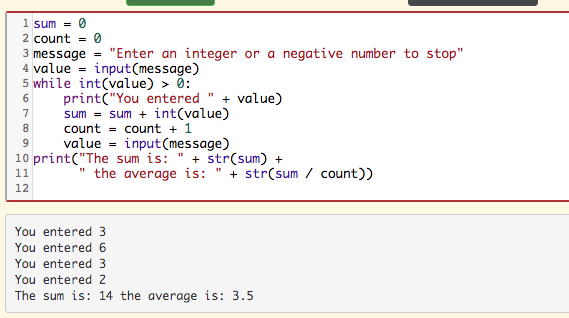 1 sum = 0
2 count = 0
3 message = "Enter an integer or a negative number to stop"
4 value = input(message)
5 while int(value) > 0:
6     print("You entered " + value)
7     sum = sum + int(value)
8     count = count + 1
9     value = input(message)
10 print("The sum is: " + str(sum) +
11       " the average is: " + str(sum / count))
12
You entered 3
You entered 6
You entered 3
You entered 2
The sum is: 14 the average is: 3.5